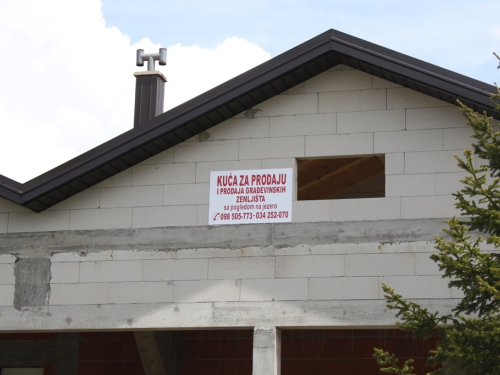 KUĆA ZA PRODAJU
I PRODAJA GRAĐEVINSKIH
ZEMLJIŠTA
sa pogledom na jezero
098 505-773 - 034 252-070